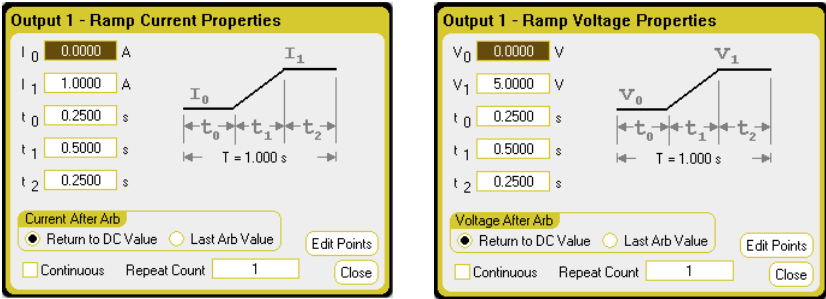 Output 1 - Ramp Current Properties
I 0 0.0000 A
I 1 1.0000 A
t 0 0.2500 s
t 1 0.5000 s
t 2 0.2500 s
I0
I1
t0 t1 t2
T = 1.000 s
Current After Arb
Return to DC Value Last Arb Value
Edit Points
Continuous Repeat Count 1
Close
Output 1 - Ramp Voltage Properties
V0 0.0000 V
V1 5.0000 V
t 0 0.2500 s
t 1 0.5000 s
t 2 0.2500 s
V0
V1
t0 t1 t2
T = 1.000 s
Voltage After Arb
Return to DC Value Last Arb Value
Edit Points
Continuous Repeat Count 1
Close